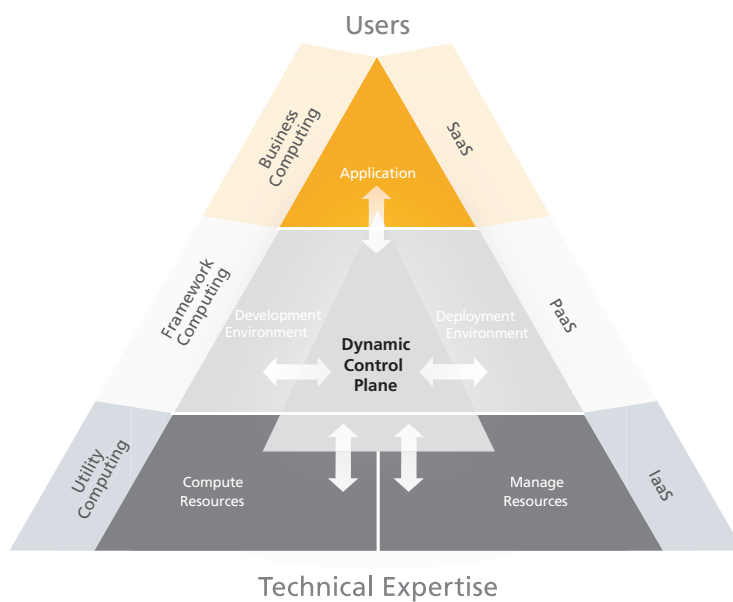 Users
Business
Computing
SaaS
Application
Framework
Computing
PaaS
Development
Environment
Deployment
Environment
Dynamic
Control
Plane
Utility
Computing
IaaS
Compute
Resources
Manage
Resources
Technical Expertise